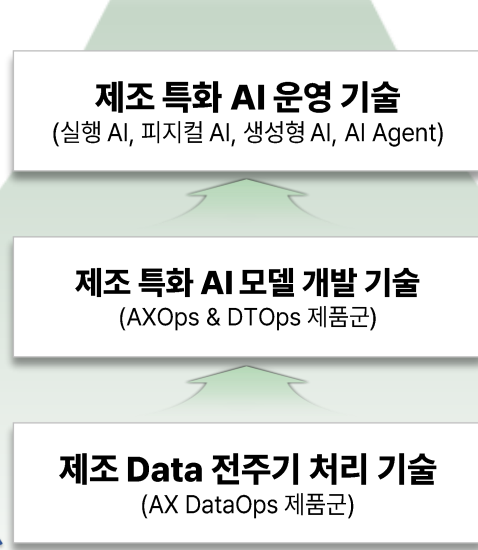 제조 특화 AI 운영 기술
(실행 AI, 피지컬 AI, 생성형 AI, AI Agent)
제조 특화 AI 모델 개발 기술
(AXOps & DTOps 제품군)
제조 Data 전주기 처리 기술
(AX DataOps 제품군)